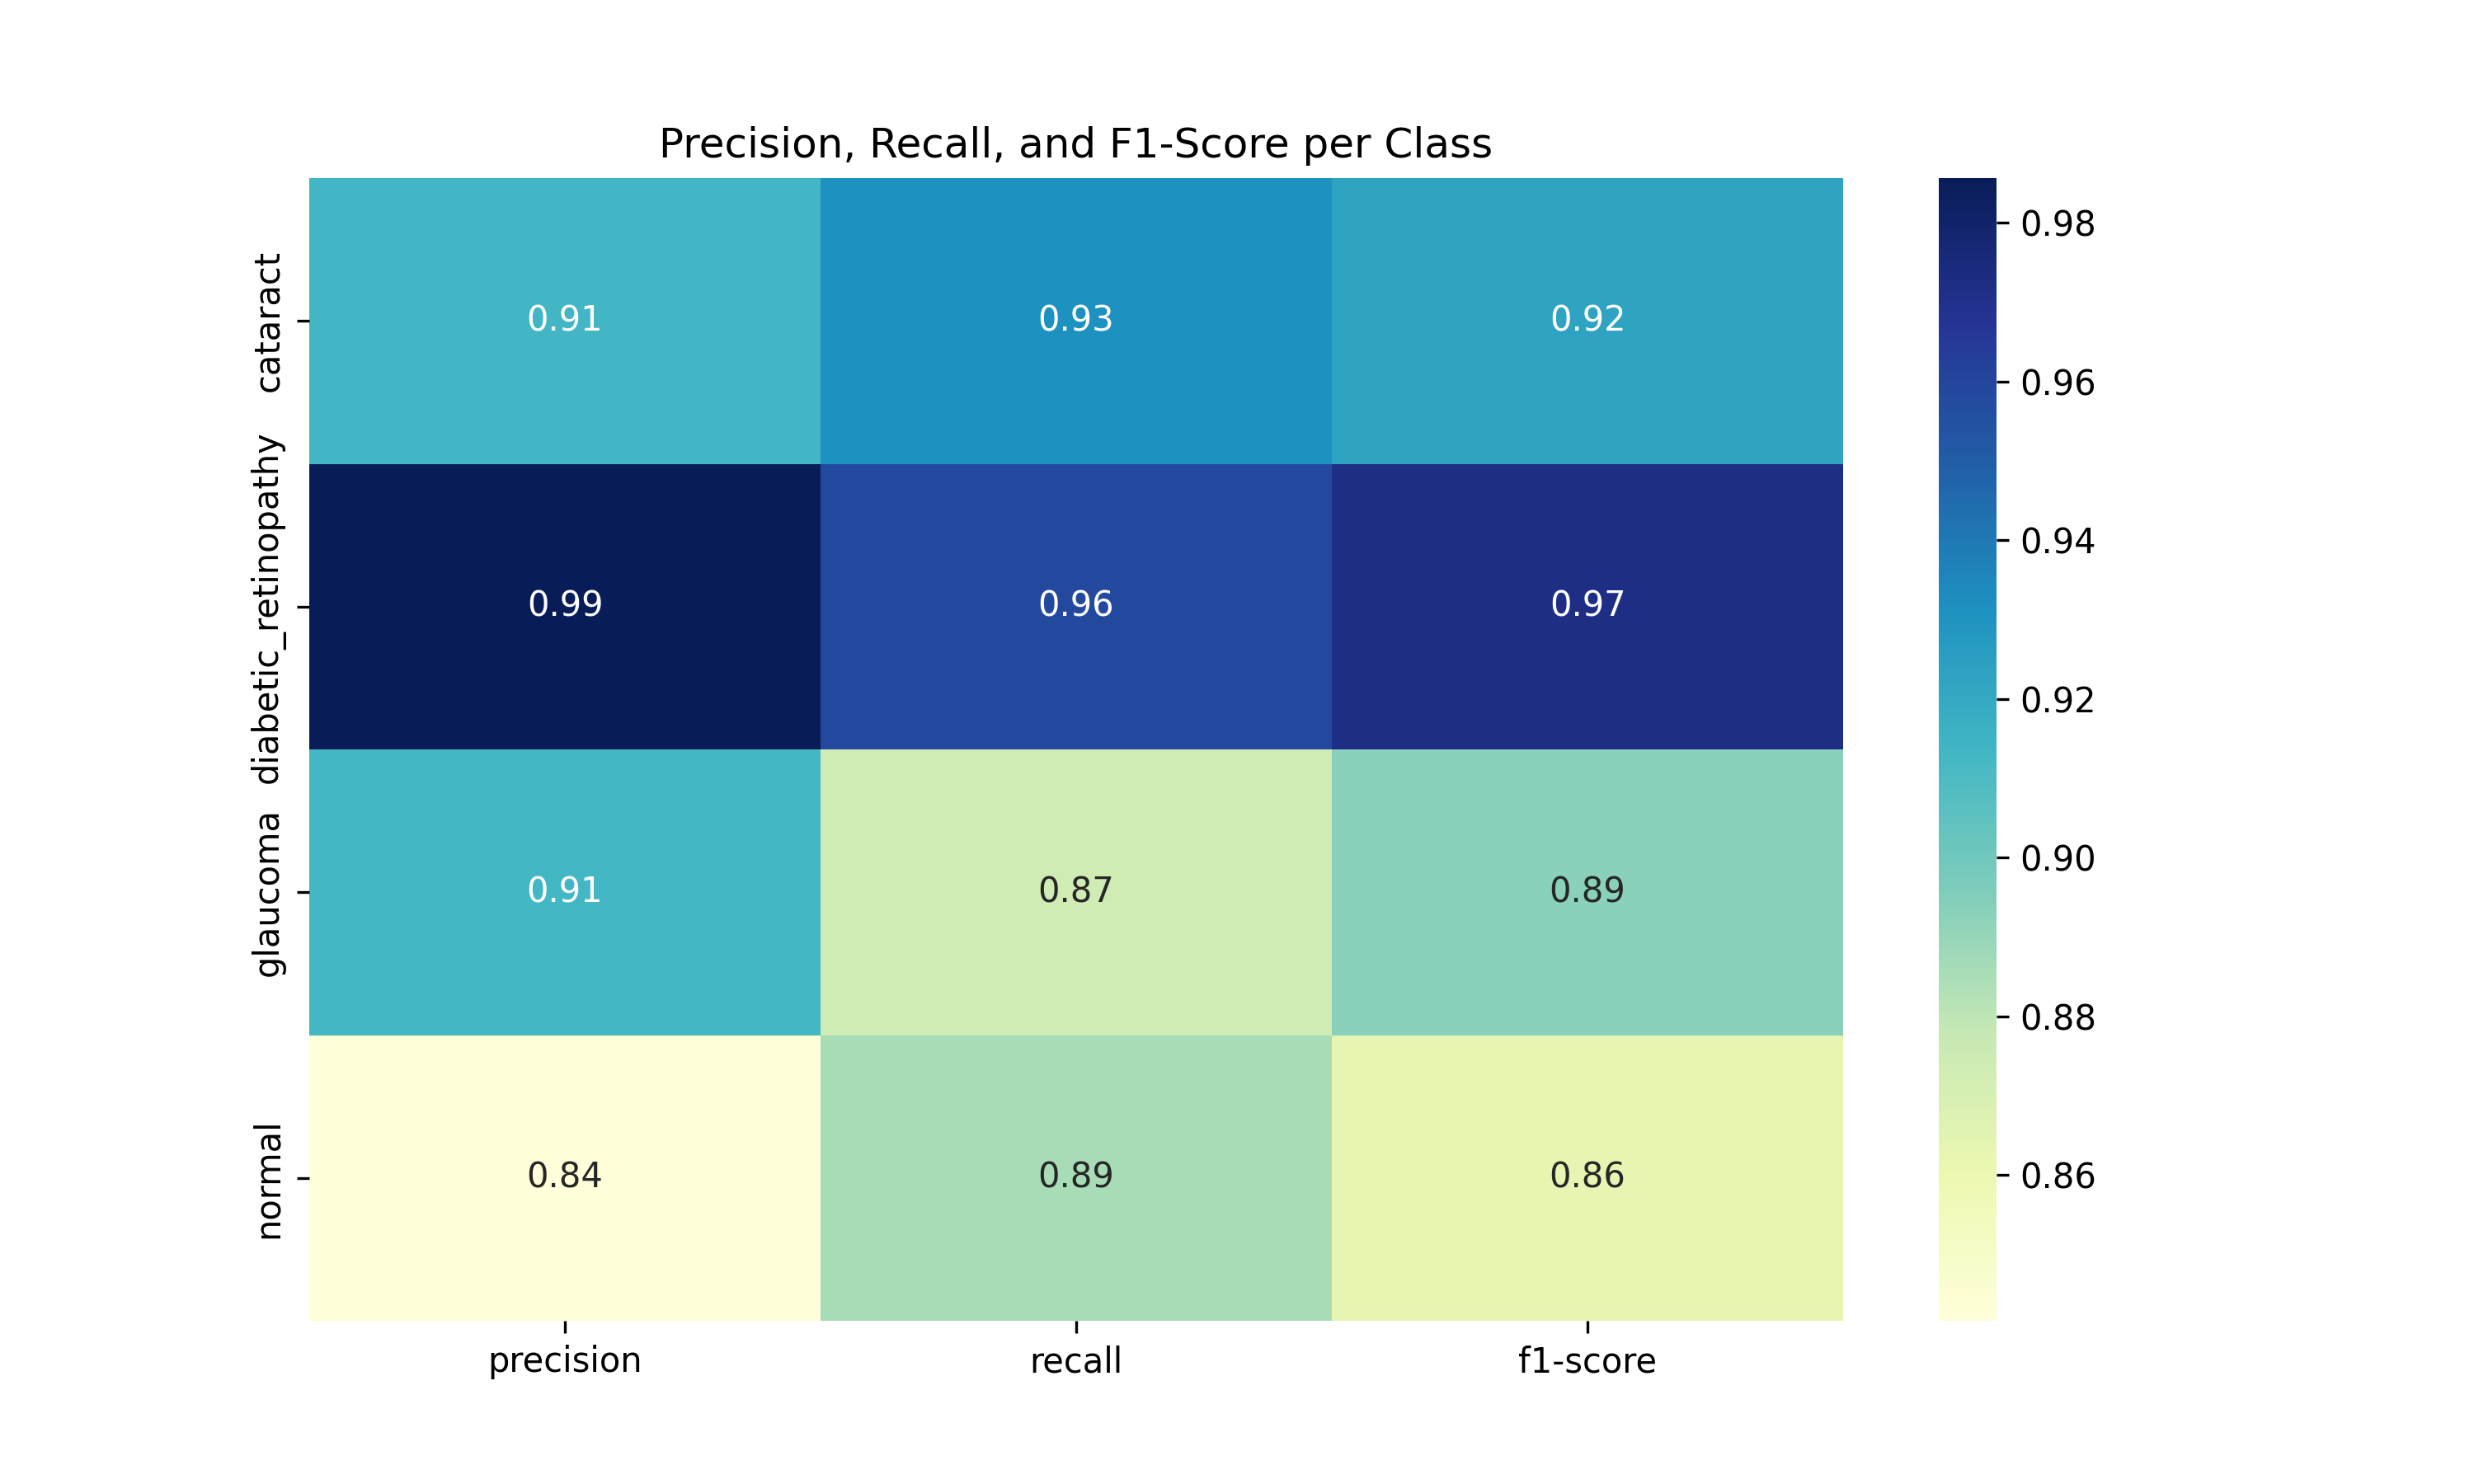 Precision, Recall, and F1-Score per Class
cataract
0.91 0.93 0.92
diabetic_retinopathy
0.99 0.96 0.97
glaucoma
0.91 0.87 0.89
normal
0.84 0.89 0.86
precision recall f1-score
0.98
0.96
0.94
0.92
0.90
0.88
0.86